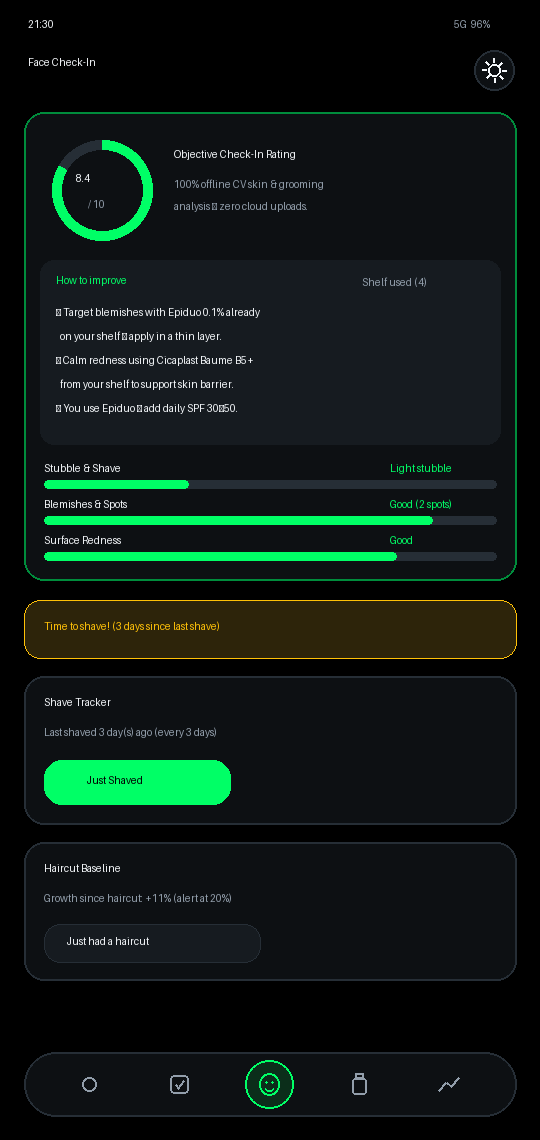 21:30
5G 96%
Face Check-In
8.4
/ 10
Objective Check-In Rating
100% offline CV skin & grooming
analysis ☒ zero cloud uploads.
How to improve
Shelf used (4)
☒ Target blemishes with Epiduo 0.1% already
on your shelf ☒ apply in a thin layer.
☒ Calm redness using Cicaplast Baume B5+
from your shelf to support skin barrier.
☒ You use Epiduo ☒ add daily SPF 30☒50.
Stubble & Shave
Light stubble
Blemishes & Spots
Good (2 spots)
Surface Redness
Good
Time to shave! (3 days since last shave)
Shave Tracker
Last shaved 3 day(s) ago (every 3 days)
Just Shaved
Haircut Baseline
Growth since haircut: +11% (alert at 20%)
Just had a haircut